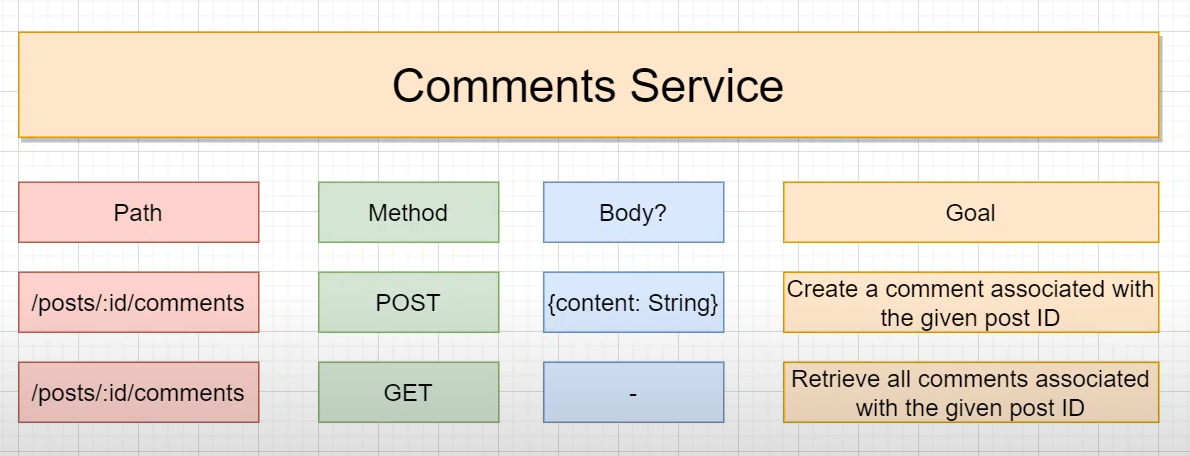 Comments Service
Path
Method
Body?
Goal
/posts/:id/comments
POST
{content: String}
Create a comment associated with
the given post ID
/posts/:id/comments
GET
-
Retrieve all comments associated
with the given post ID